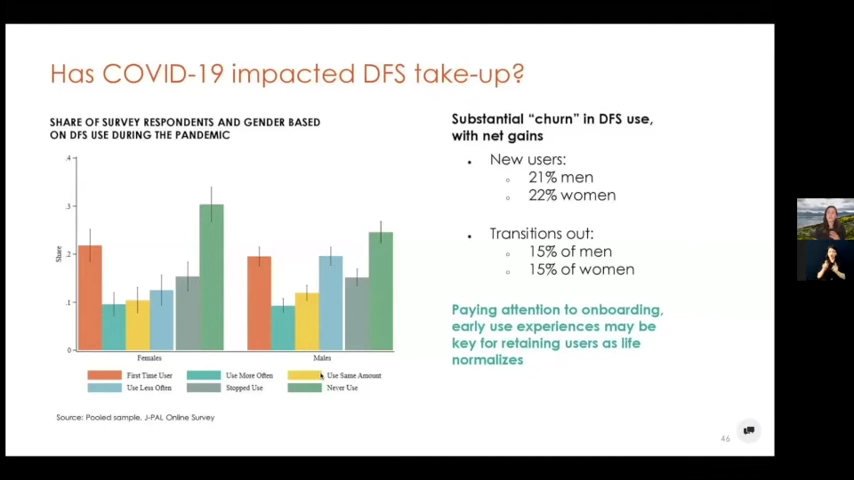 Has COVID-19 impacted DFS take-up?
SHARE OF SURVEY RESPONDENTS AND GENDER BASED
ON DFS USE DURING THE PANDEMIC
.4
.3
.2
.1
0
Share
Females
Males
First Time User
Use More Often
Use Same Amount
Use Less Often
Stopped Use
Never Use
Source: Pooled sample, J-PAL Online Survey
Substantial “churn” in DFS use,
with net gains
New users:
21% men
22% women
Transitions out:
15% of men
15% of women
Paying attention to onboarding,
early use experiences may be
key for retaining users as life
normalizes
46